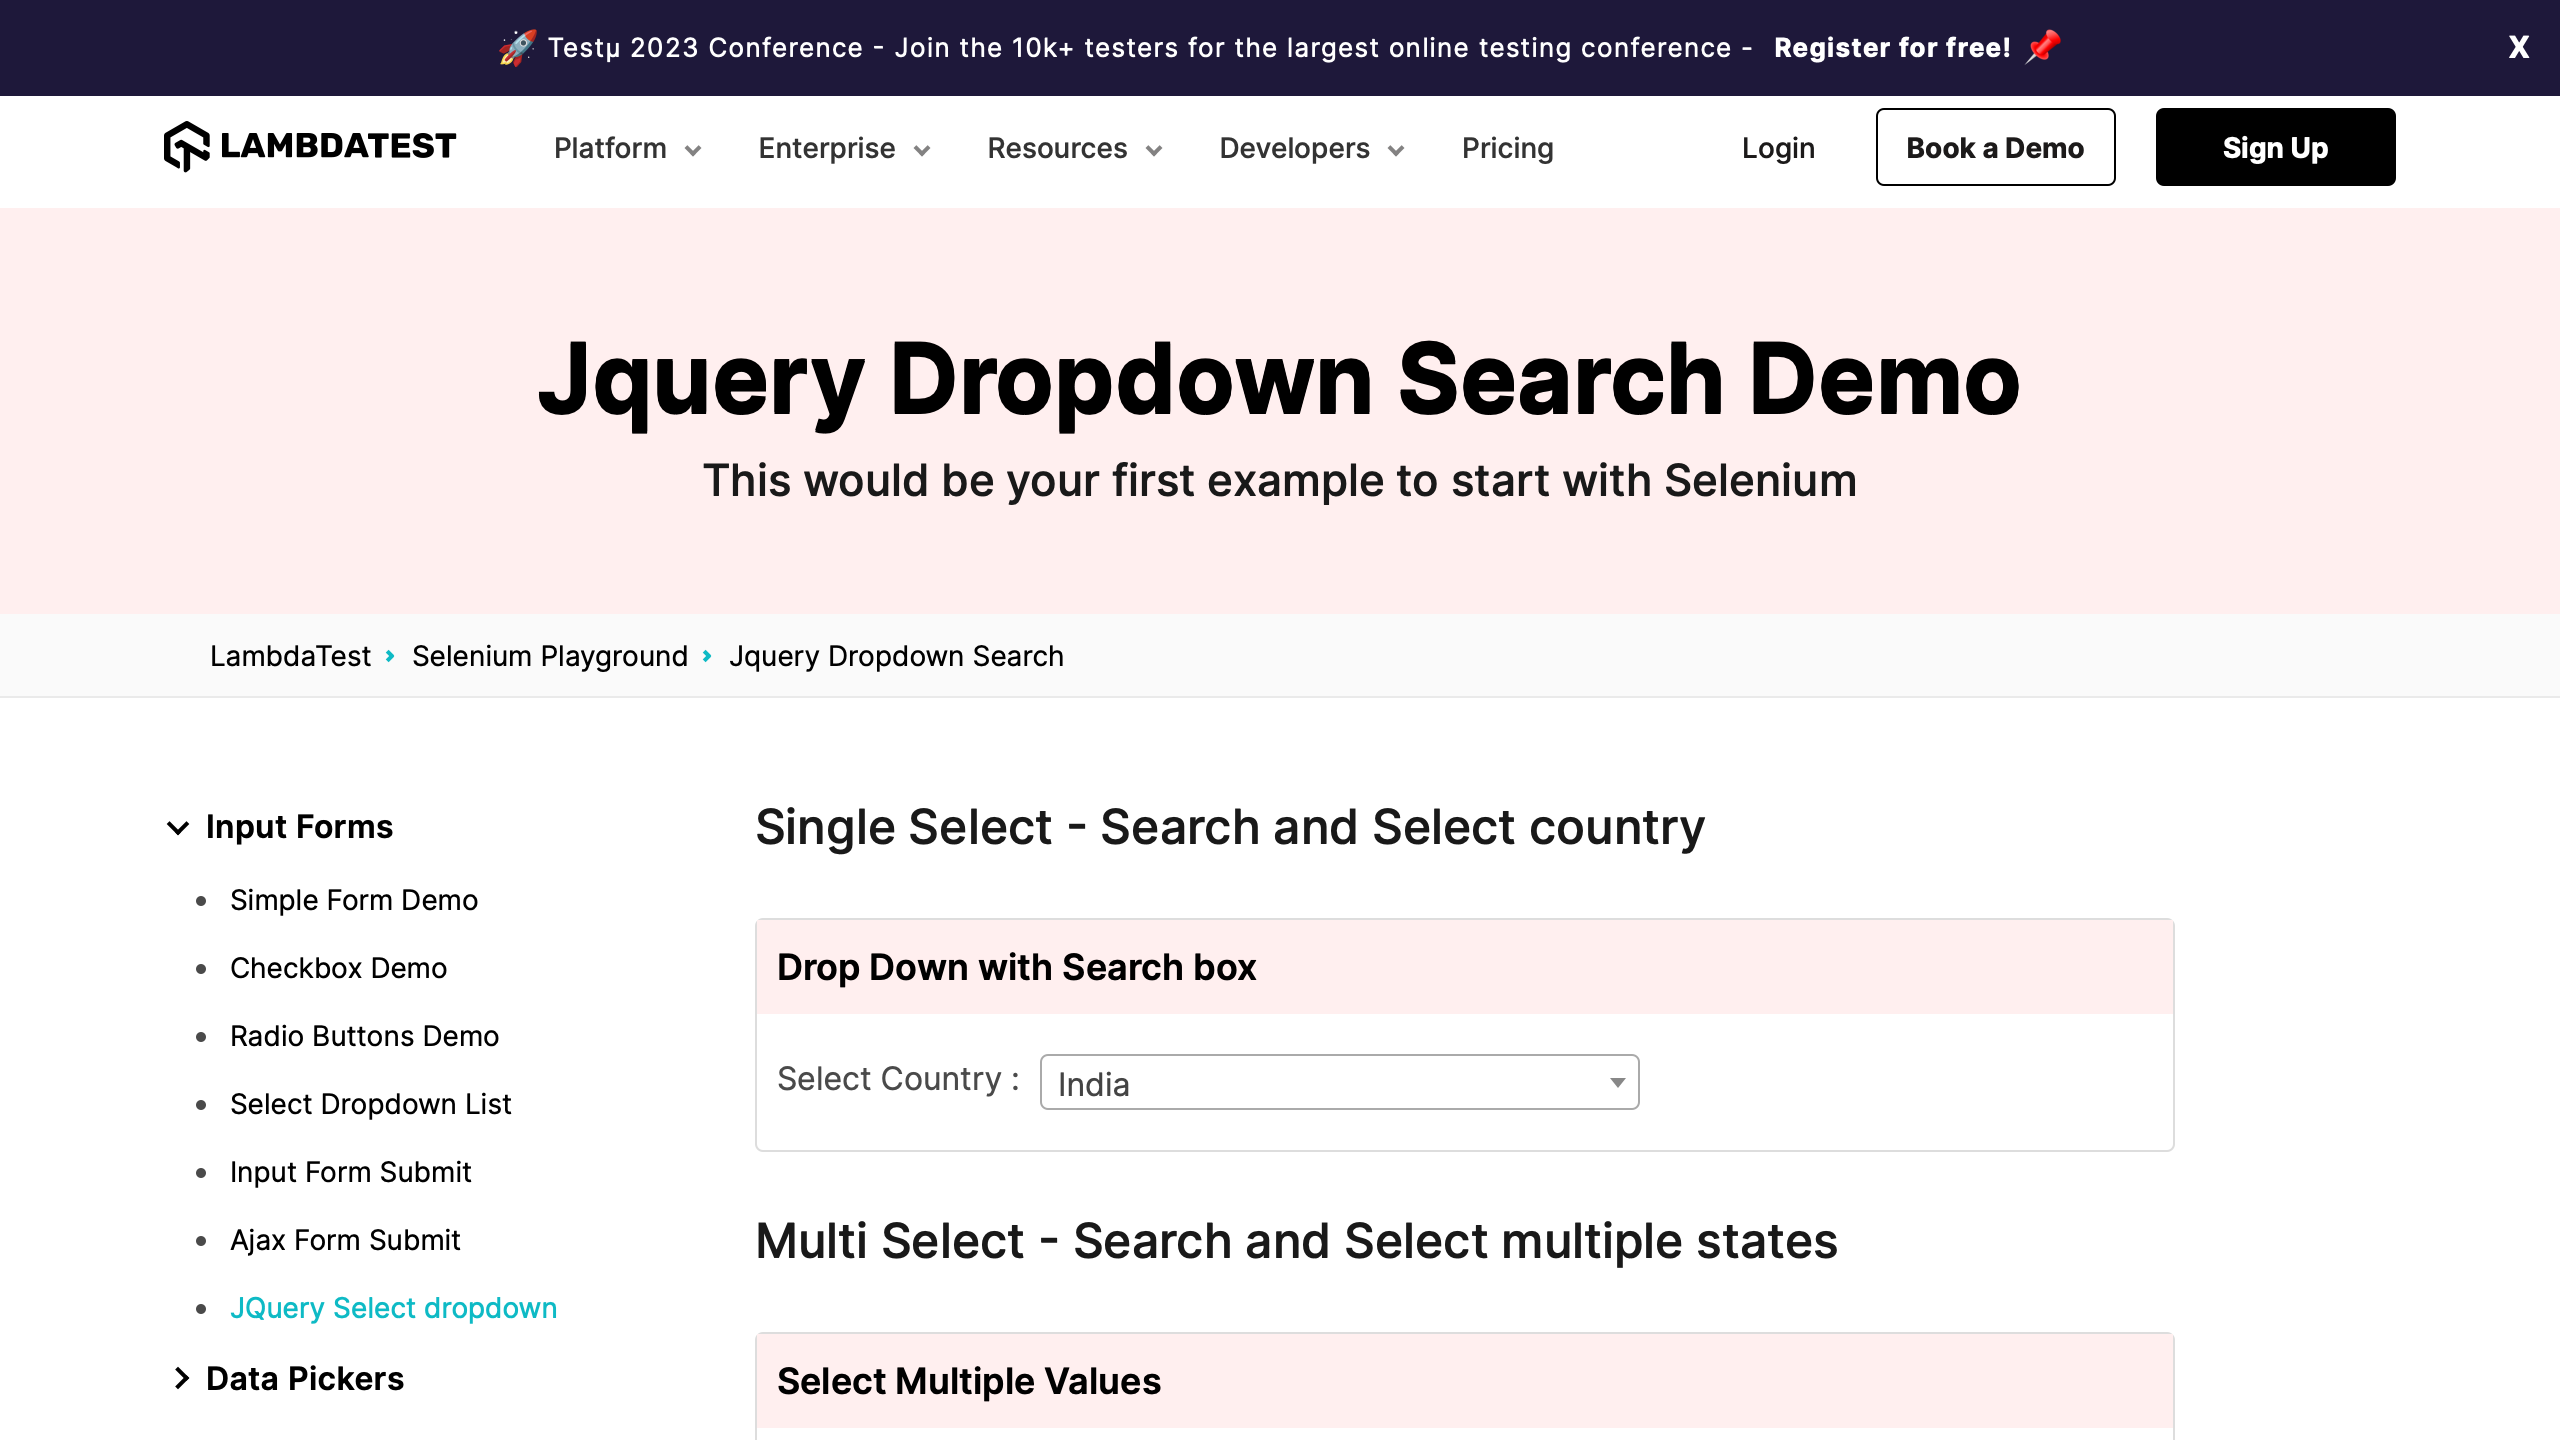 🚀 Testµ 2023 Conference - Join the 10k+ testers for the largest online testing conference - Register for free! 📌 X
LAMBDATEST Platform Enterprise Resources Developers Pricing Login Book a Demo Sign Up
Jquery Dropdown Search Demo
This would be your first example to start with Selenium
LambdaTest › Selenium Playground › Jquery Dropdown Search
Input Forms
Simple Form Demo
Checkbox Demo
Radio Buttons Demo
Select Dropdown List
Input Form Submit
Ajax Form Submit
JQuery Select dropdown
Data Pickers
Single Select - Search and Select country
Drop Down with Search box
Select Country : India
Multi Select - Search and Select multiple states
Select Multiple Values